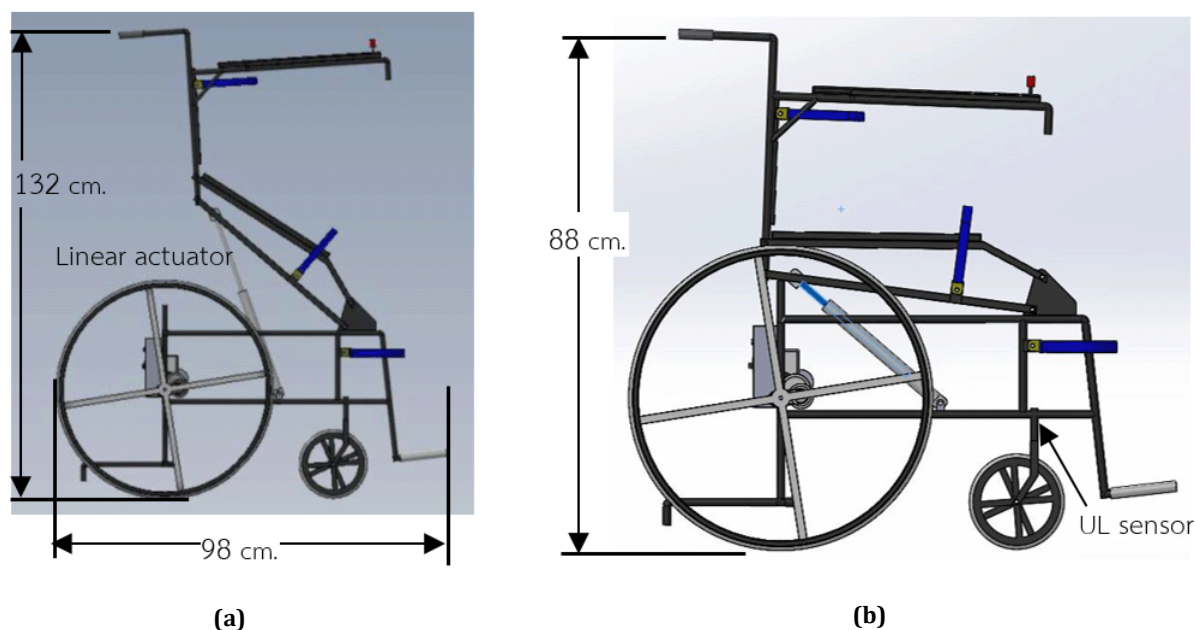 132 cm.
Linear actuator
98 cm.
(a)
88 cm.
UL sensor
(b)